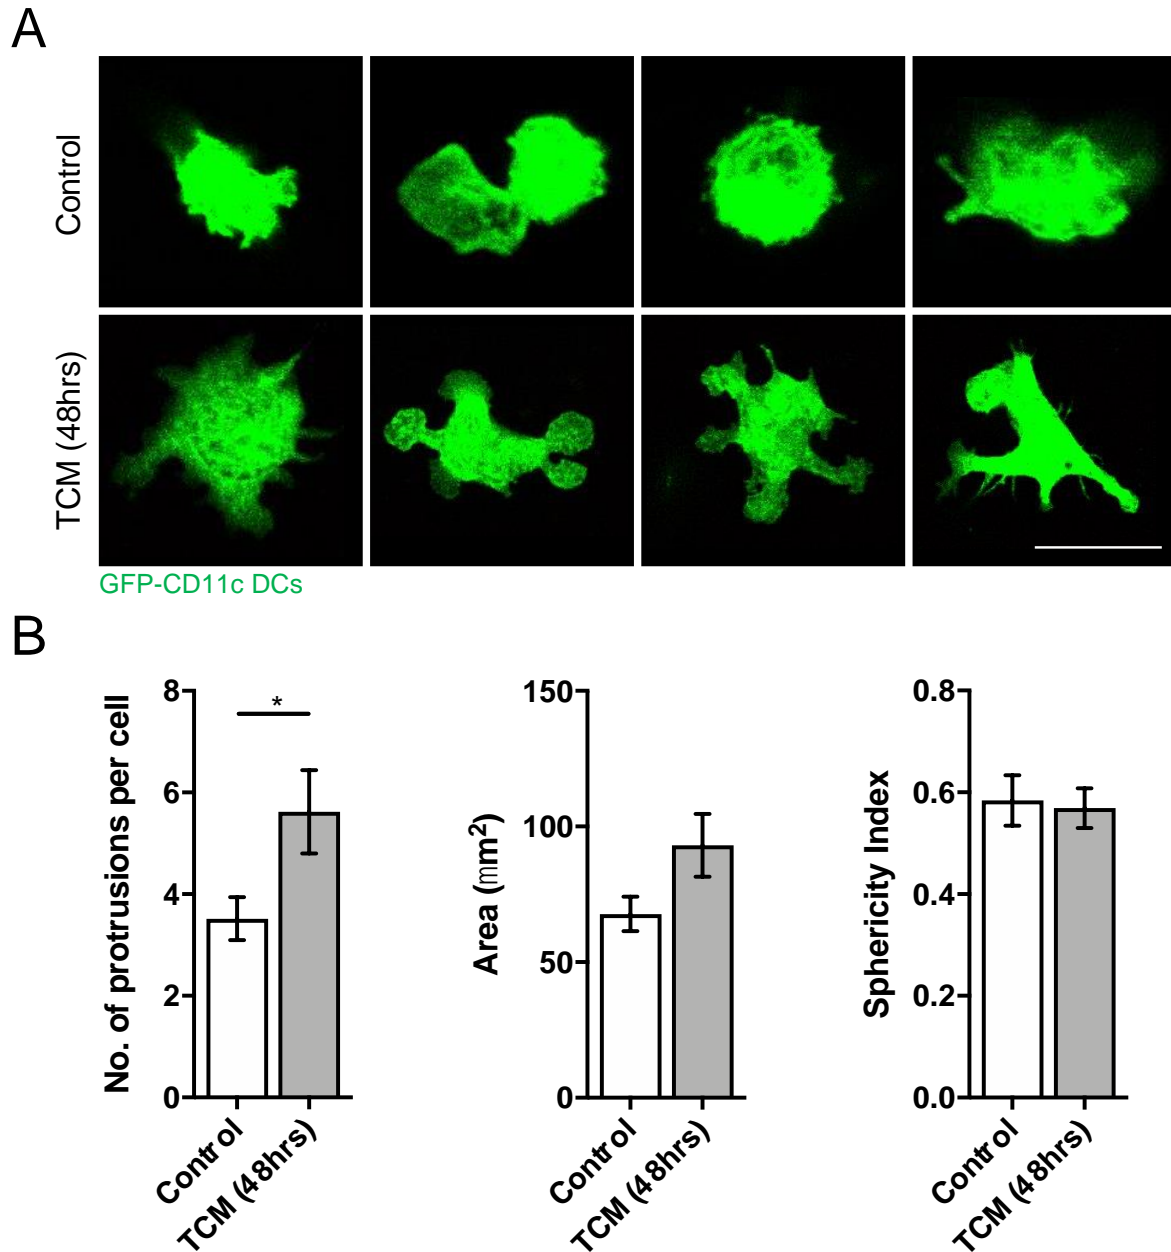 A
Control
TCM (48hrs)
GFP-CD11c DCs
B
No. of protrusions per cell
8
6
4
2
0
*
Control
TCM (48hrs)
Area (mm²)
150
100
50
0
Control
TCM (48hrs)
Sphericity Index
0.8
0.6
0.4
0.2
0.0
Control
TCM (48hrs)